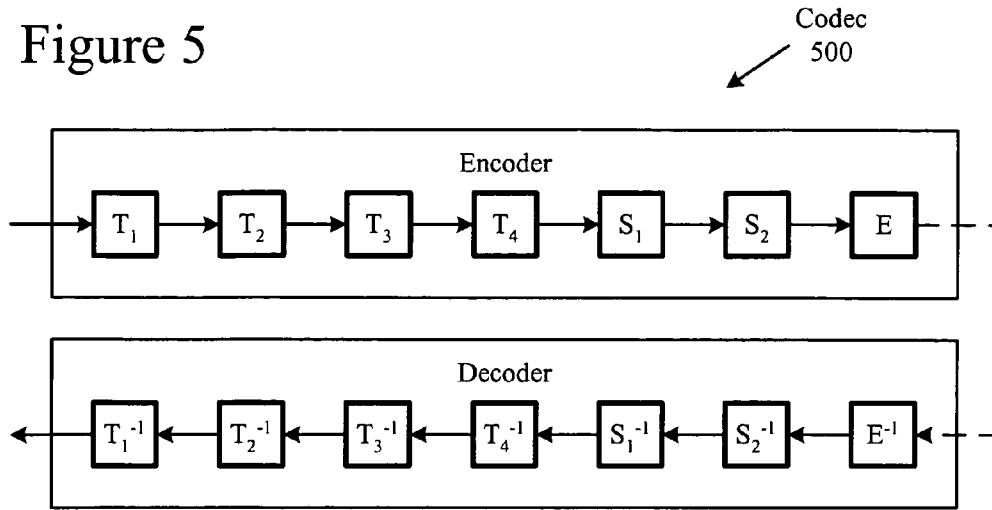 Figure 5
Codec
500
Encoder
T₁ T₂ T₃ T₄ S₁ S₂ E
Decoder
T₁⁻¹ T₂⁻¹ T₃⁻¹ T₄⁻¹ S₁⁻¹ S₂⁻¹ E⁻¹